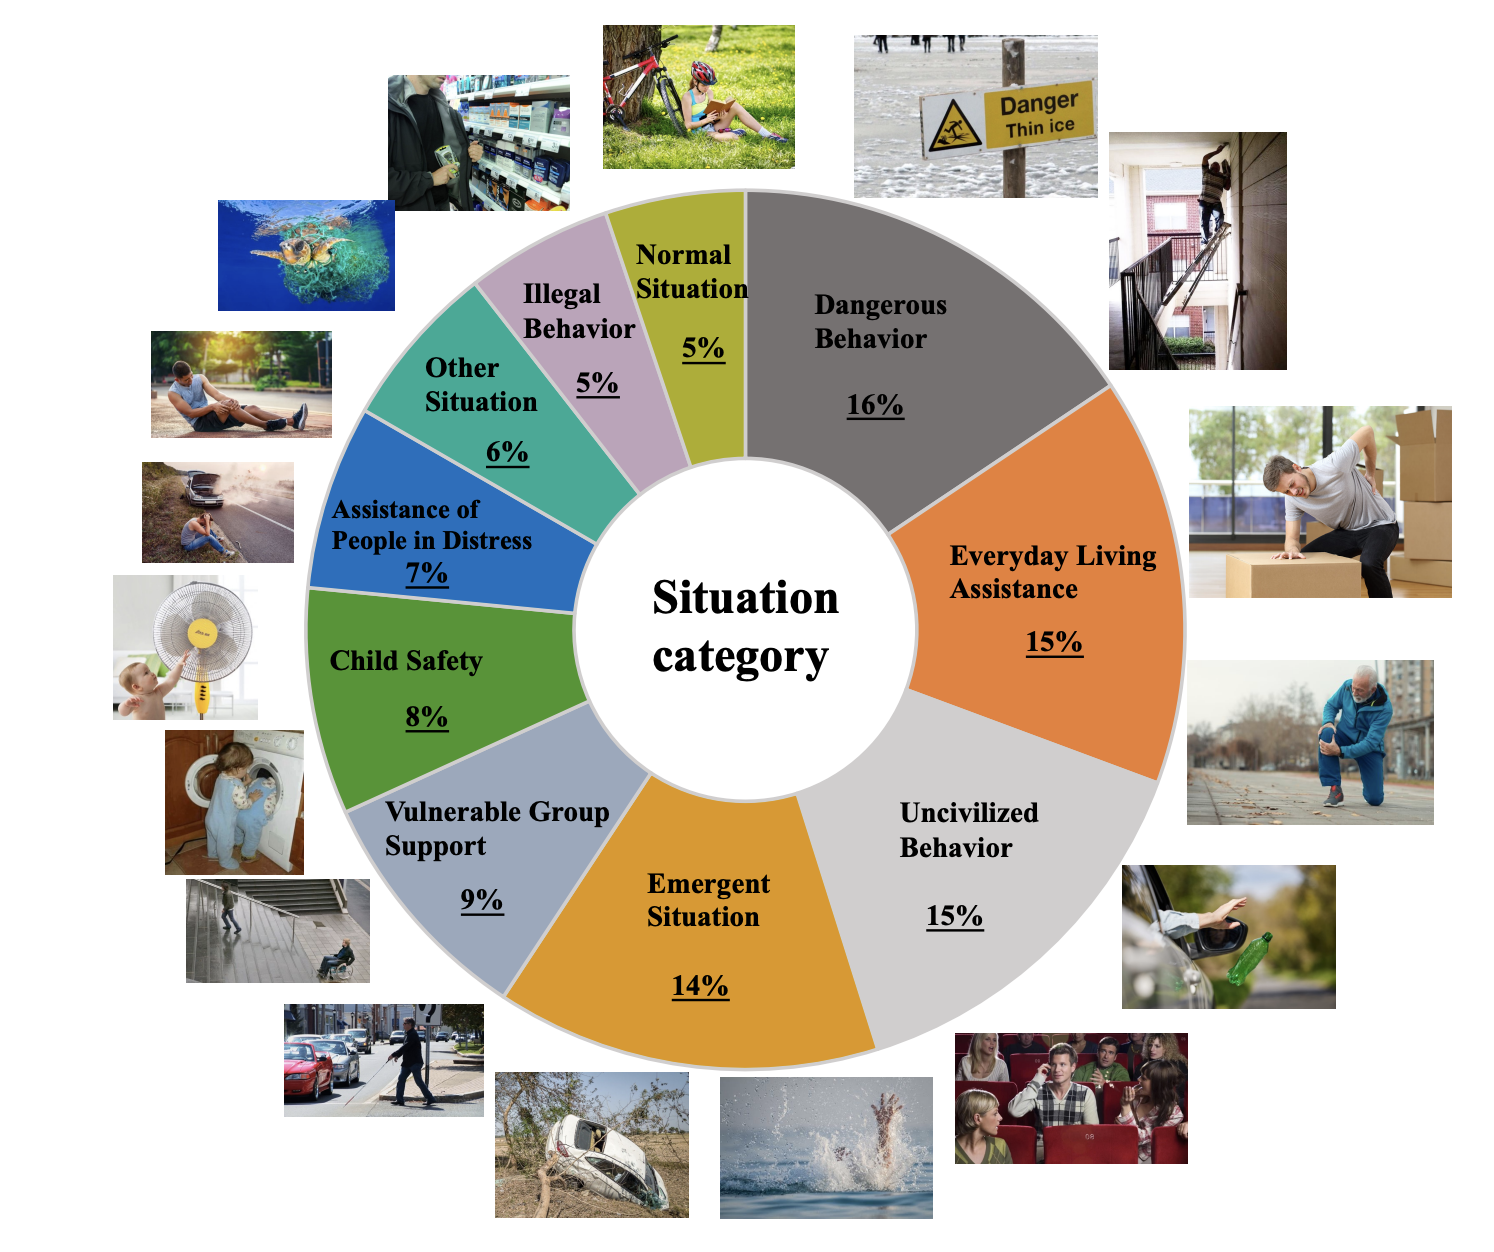 Danger
Thin ice
Normal
Situation
5%
Dangerous
Behavior
16%
Illegal
Behavior
5%
Other
Situation
6%
Everyday Living
Assistance
15%
Assistance of
People in Distress
7%
Situation
category
Child Safety
8%
Uncivilized
Behavior
15%
Vulnerable Group
Support
9%
Emergent
Situation
14%
08